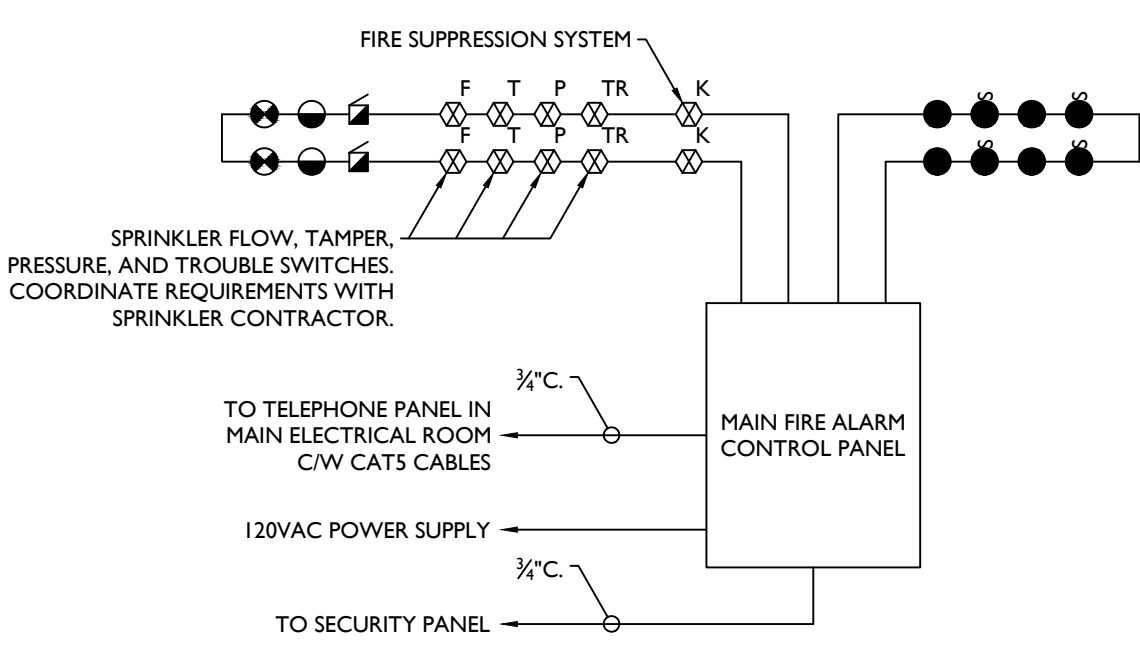 FIRE SUPPRESSION SYSTEM
F T P TR K
S S
F T P TR K
S S
SPRINKLER FLOW, TAMPER,
PRESSURE, AND TROUBLE SWITCHES.
COORDINATE REQUIREMENTS WITH
SPRINKLER CONTRACTOR.
¾"C.
TO TELEPHONE PANEL IN
MAIN ELECTRICAL ROOM
C/W CAT5 CABLES
MAIN FIRE ALARM
CONTROL PANEL
120VAC POWER SUPPLY
¾"C.
TO SECURITY PANEL